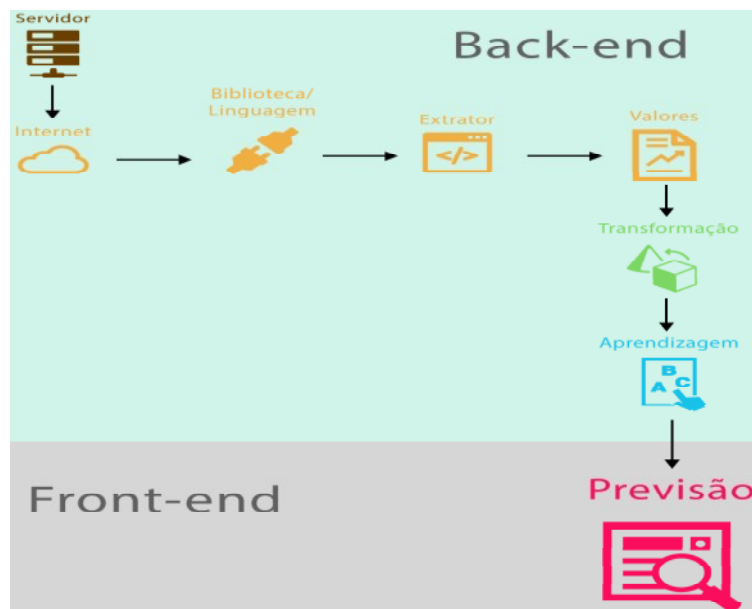 Servidor
Back-end
Biblioteca/
Linguagem
Internet
Extrator
</>
Valores
Transformação
Aprendizagem
B
A C
Front-end
Previsão